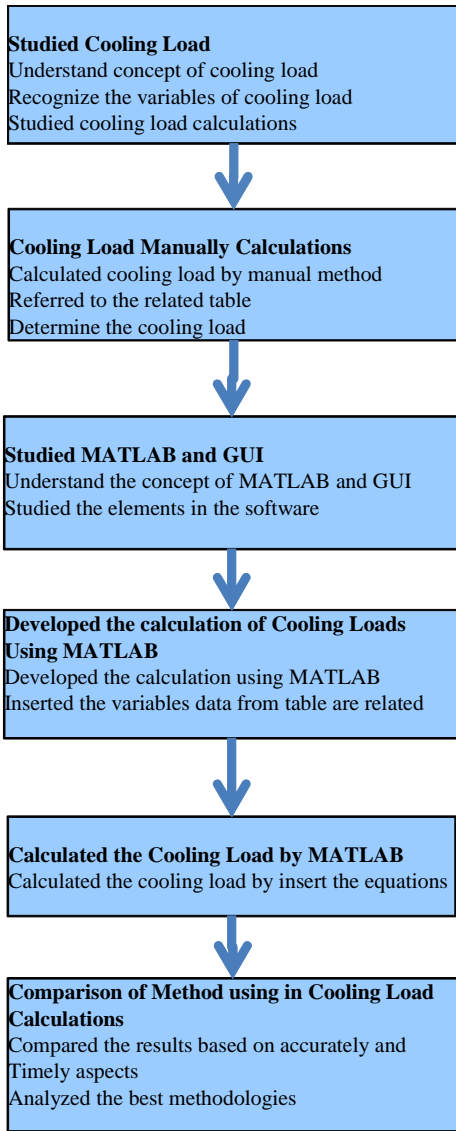 Studied Cooling Load
Understand concept of cooling load
Recognize the variables of cooling load
Studied cooling load calculations
Cooling Load Manually Calculations
Calculated cooling load by manual method
Referred to the related table
Determine the cooling load
Studied MATLAB and GUI
Understand the concept of MATLAB and GUI
Studied the elements in the software
Developed the calculation of Cooling Loads
Using MATLAB
Developed the calculation using MATLAB
Inserted the variables data from table are related
Calculated the Cooling Load by MATLAB
Calculated the cooling load by insert the equations
Comparison of Method using in Cooling Load
Calculations
Compared the results based on accurately and
Timely aspects
Analyzed the best methodologies